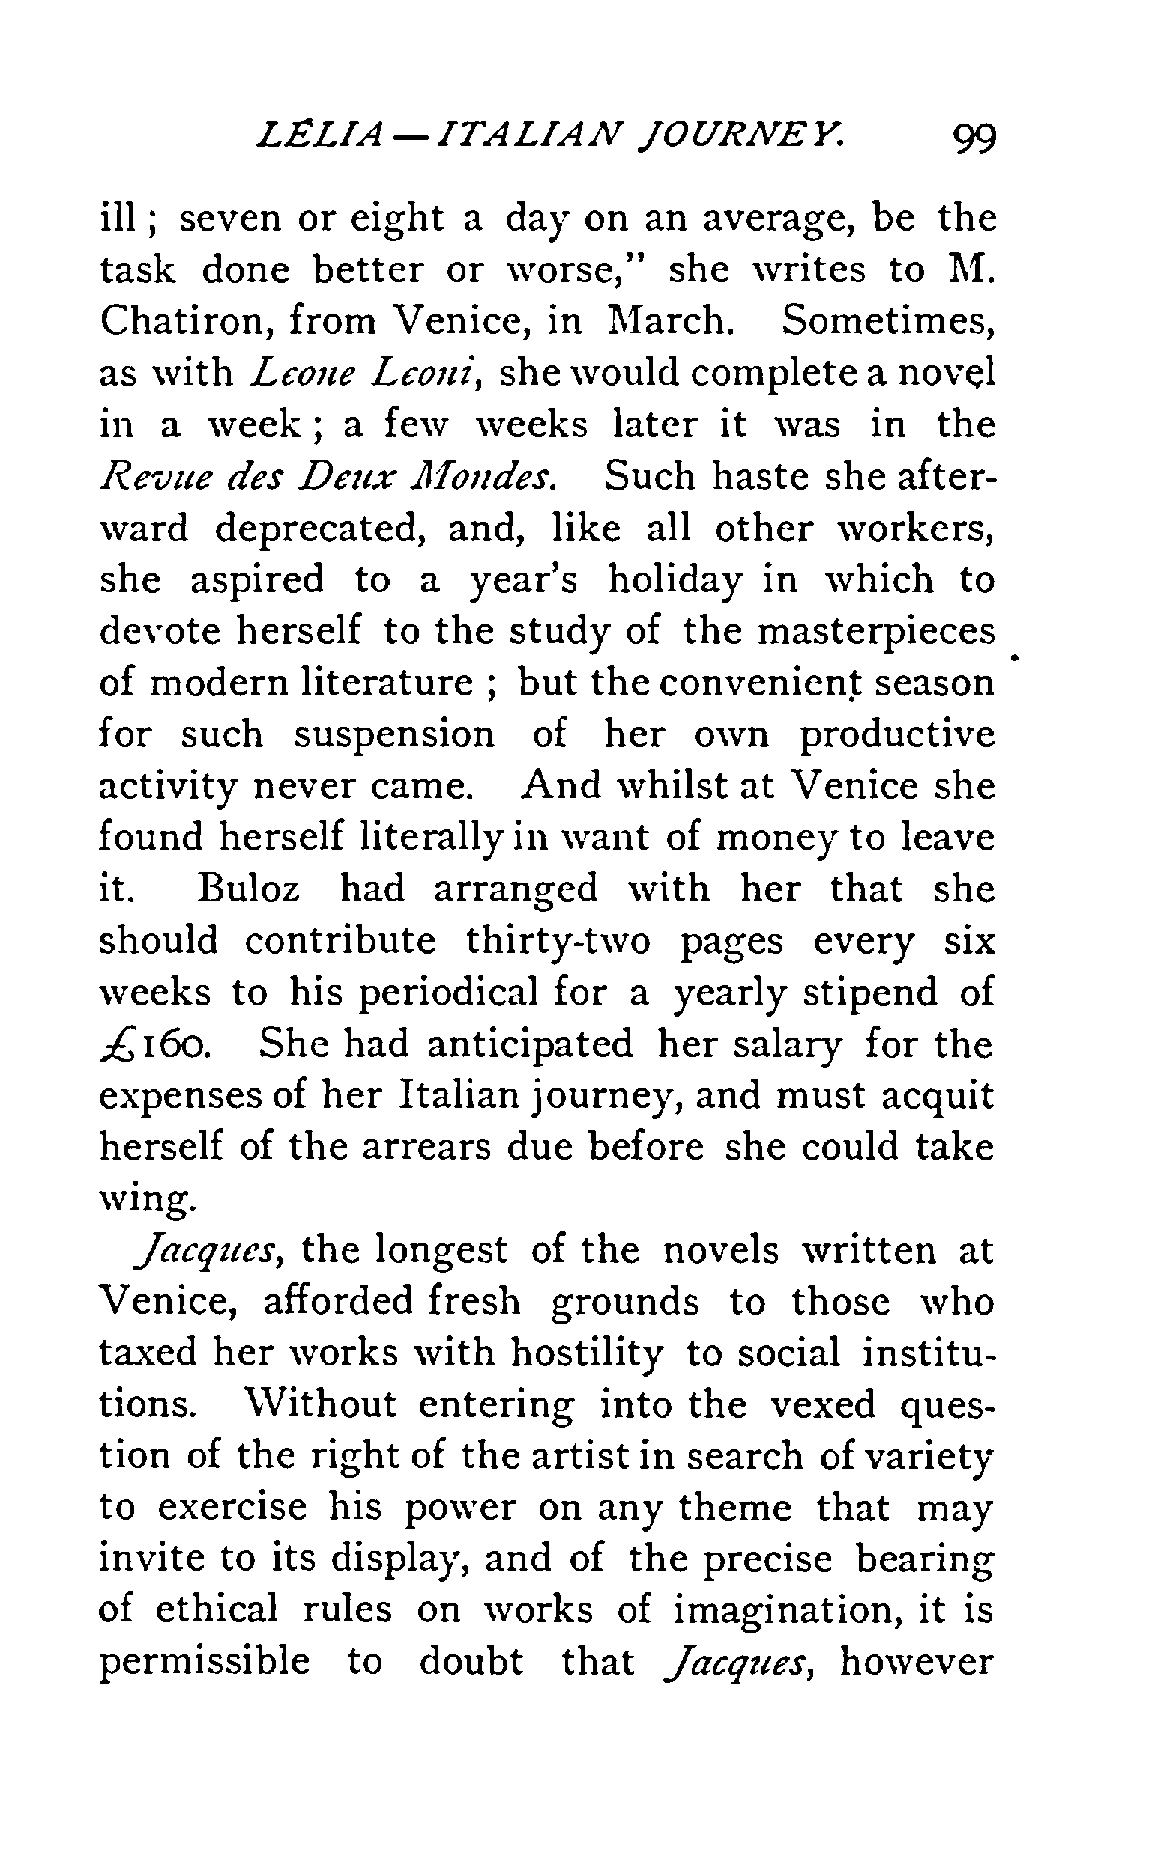 LÉLIA — ITALIAN JOURNEY. 99
ill ; seven or eight a day on an average, be the
task done better or worse," she writes to M.
Chatiron, from Venice, in March. Sometimes,
as with Leone Leoni, she would complete a novel
in a week ; a few weeks later it was in the
Revue des Deux Mondes. Such haste she after-
ward deprecated, and, like all other workers,
she aspired to a year's holiday in which to
devote herself to the study of the masterpieces
of modern literature ; but the convenient season
for such suspension of her own productive
activity never came. And whilst at Venice she
found herself literally in want of money to leave
it. Buloz had arranged with her that she
should contribute thirty-two pages every six
weeks to his periodical for a yearly stipend of
£160. She had anticipated her salary for the
expenses of her Italian journey, and must acquit
herself of the arrears due before she could take
wing.
Jacques, the longest of the novels written at
Venice, afforded fresh grounds to those who
taxed her works with hostility to social institu-
tions. Without entering into the vexed ques-
tion of the right of the artist in search of variety
to exercise his power on any theme that may
invite to its display, and of the precise bearing
of ethical rules on works of imagination, it is
permissible to doubt that Jacques, however